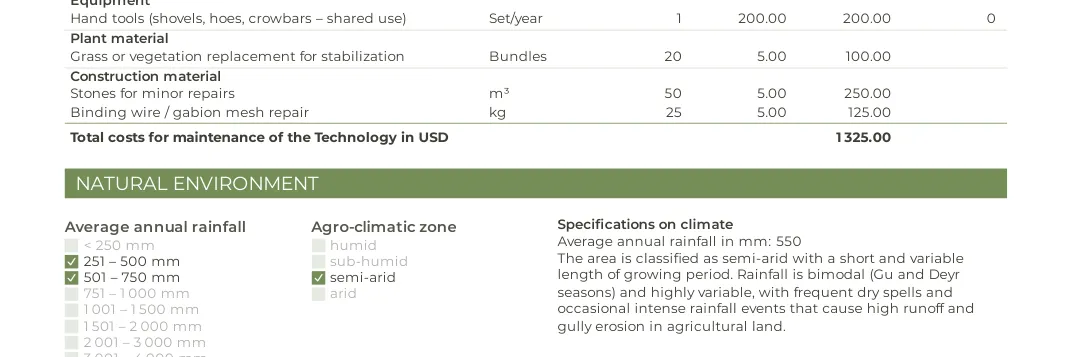 Equipment
Hand tools (shovels, hoes, crowbars – shared use) Set/year 1 200.00 200.00 0
Plant material
Grass or vegetation replacement for stabilization Bundles 20 5.00 100.00
Construction material
Stones for minor repairs m³ 50 5.00 250.00
Binding wire / gabion mesh repair kg 25 5.00 125.00
Total costs for maintenance of the Technology in USD 1 325.00
NATURAL ENVIRONMENT
Average annual rainfall
< 250 mm
251 – 500 mm
501 – 750 mm
751 – 1 000 mm
1 001 – 1 500 mm
1 501 – 2 000 mm
2 001 – 3 000 mm
3 001 – 4 000 mm
Agro-climatic zone
humid
sub-humid
semi-arid
arid
Specifications on climate
Average annual rainfall in mm: 550
The area is classified as semi-arid with a short and variable
length of growing period. Rainfall is bimodal (Gu and Deyr
seasons) and highly variable, with frequent dry spells and
occasional intense rainfall events that cause high runoff and
gully erosion in agricultural land.